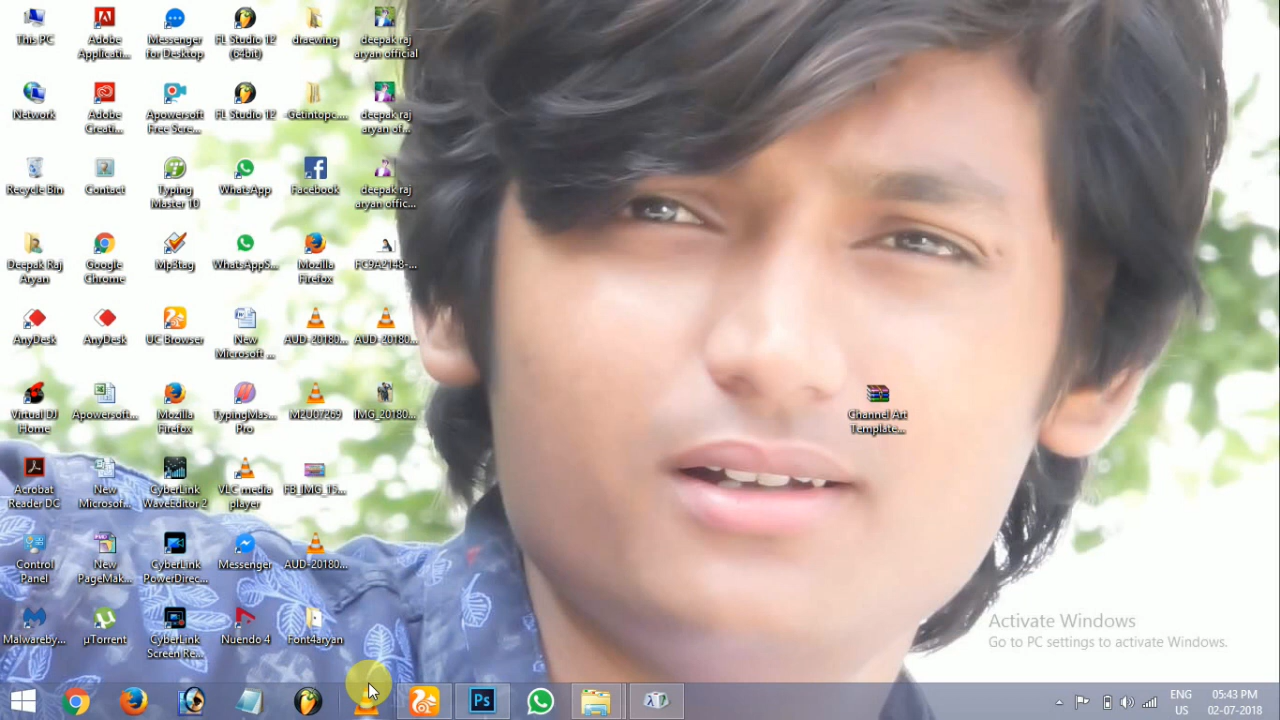 This PC
Adobe
Applicati...
Messenger
for Desktop
FL Studio 12
(64bit)
draewing
deepak raj
aryan official
Network
Adobe
Creati...
Apowersoft
Free Scre...
FL Studio 12
-Getintopc....
deepak raj
aryan of...
Recycle Bin
Contact
Typing
Master 10
WhatsApp
Facebook
deepak raj
aryan offic...
Deepak Raj
Aryan
Google
Chrome
Mp3tag
WhatsAppS...
Mozilla
Firefox
FC9A2148-...
AnyDesk
AnyDesk
UC Browser
New
Microsoft ...
AUD-20180...
AUD-20180...
Virtual DJ
Home
Apowersoft...
Mozilla
Firefox
TypingMas...
Pro
M2U07269
IMG_20180...
Channel Art
Template...
Acrobat
Reader DC
New
Microsof...
CyberLink
WaveEditor 2
VLC media
player
FB_IMG_15...
Control
Panel
New
PageMak...
CyberLink
PowerDirec...
Messenger
AUD-20180...
Malwareby...
µTorrent
CyberLink
Screen Re...
Nuendo 4
Font4aryan
Activate Windows
Go to PC settings to activate Windows.
Ps
ENG
US
05:43 PM
02-07-2018